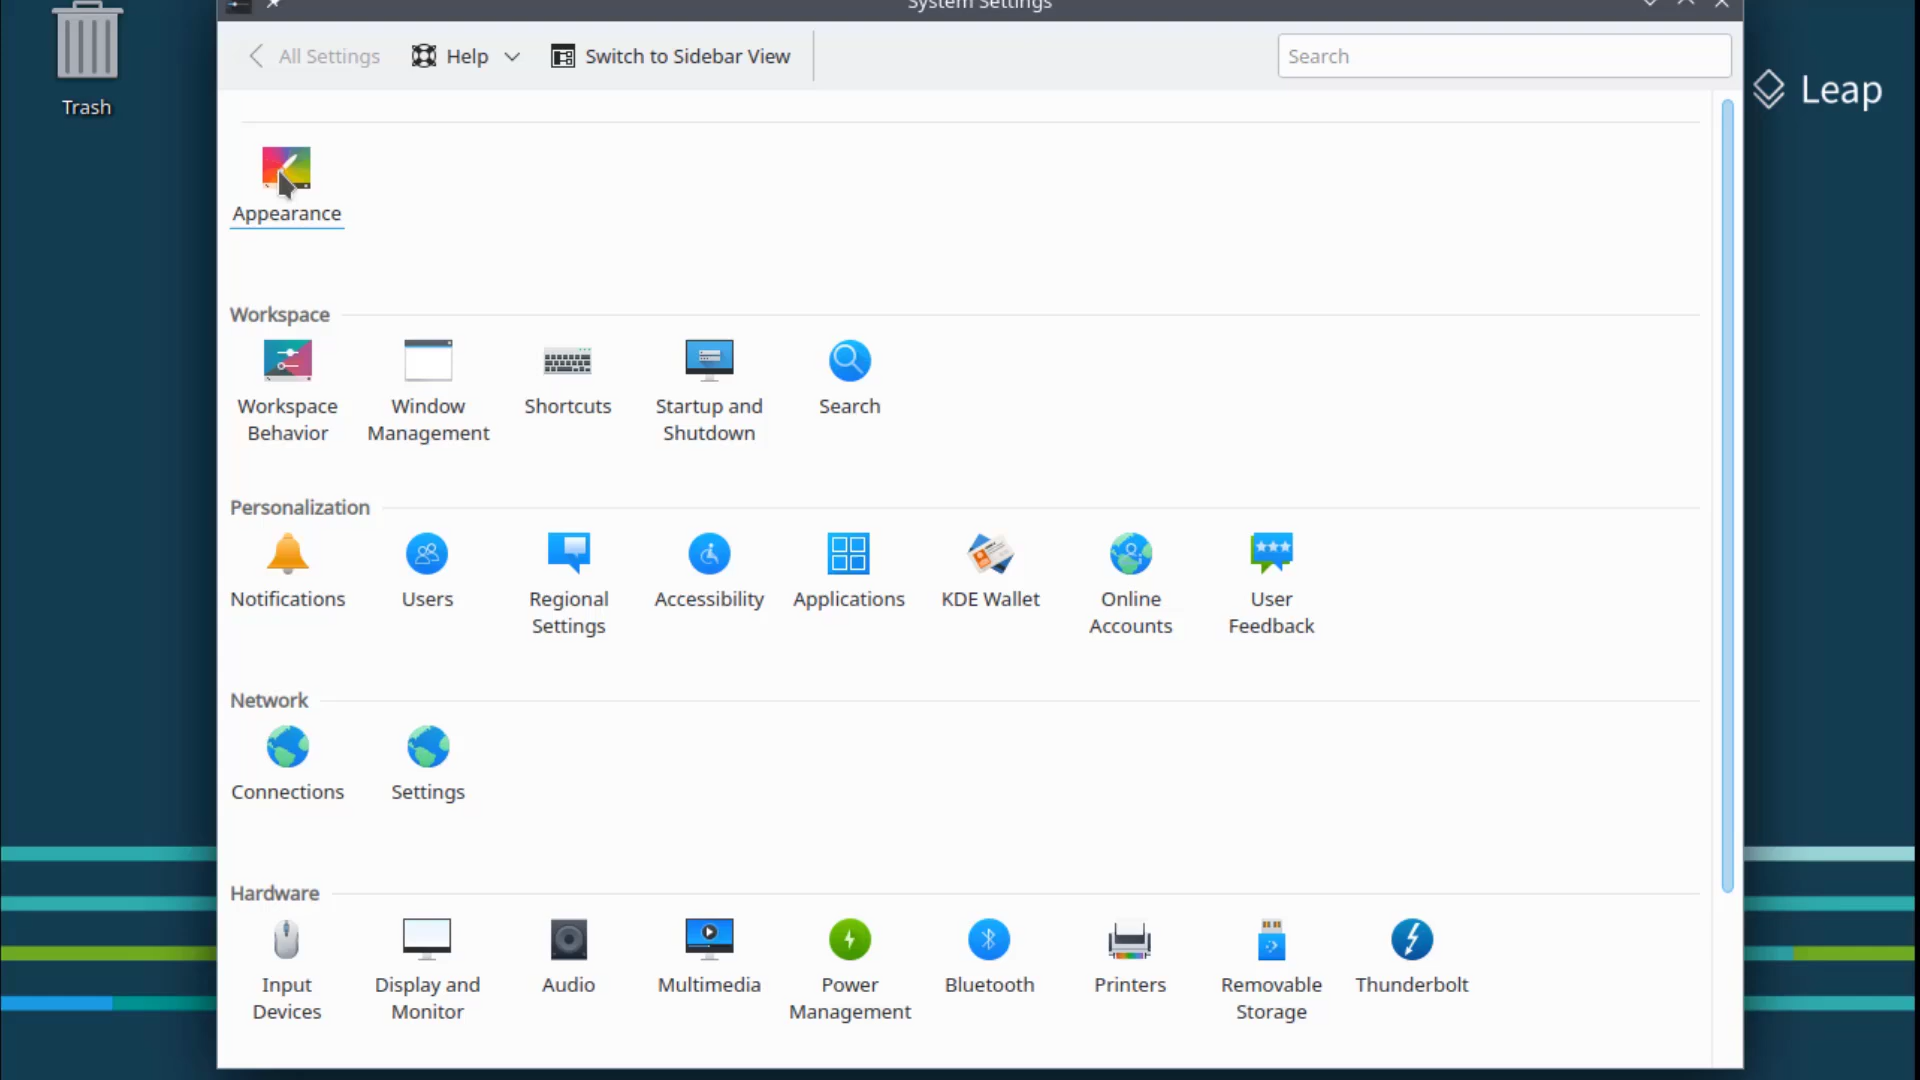 System Settings
All Settings
Help
Switch to Sidebar View
Search
Trash
Leap
Appearance
Workspace
Workspace Behavior
Window Management
Shortcuts
Startup and Shutdown
Search
Personalization
Notifications
Users
Regional Settings
Accessibility
Applications
KDE Wallet
Online Accounts
User Feedback
Network
Connections
Settings
Hardware
Input Devices
Display and Monitor
Audio
Multimedia
Power Management
Bluetooth
Printers
Removable Storage
Thunderbolt